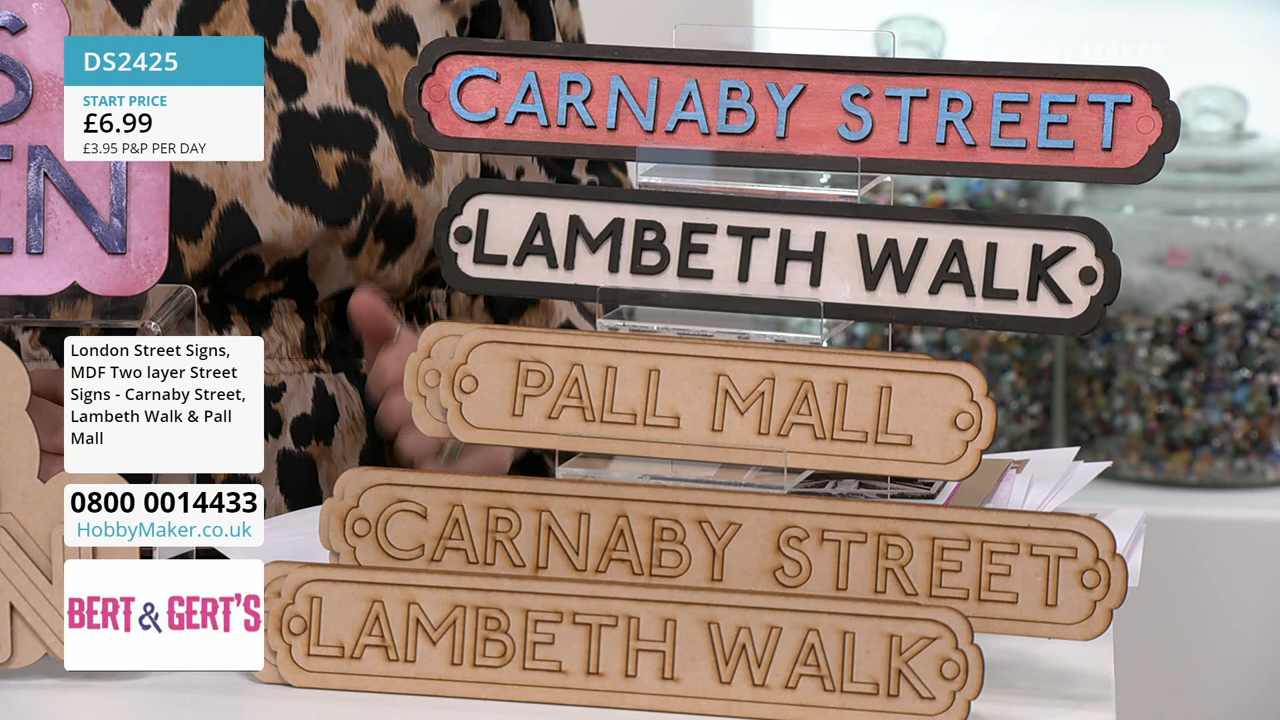 DS2425
START PRICE
£6.99
£3.95 P&P PER DAY
London Street Signs,
MDF Two layer Street
Signs - Carnaby Street,
Lambeth Walk & Pall
Mall
0800 0014433
HobbyMaker.co.uk
BERT & GERT'S
CARNABY STREET
LAMBETH WALK
PALL MALL
CARNABY STREET
LAMBETH WALK